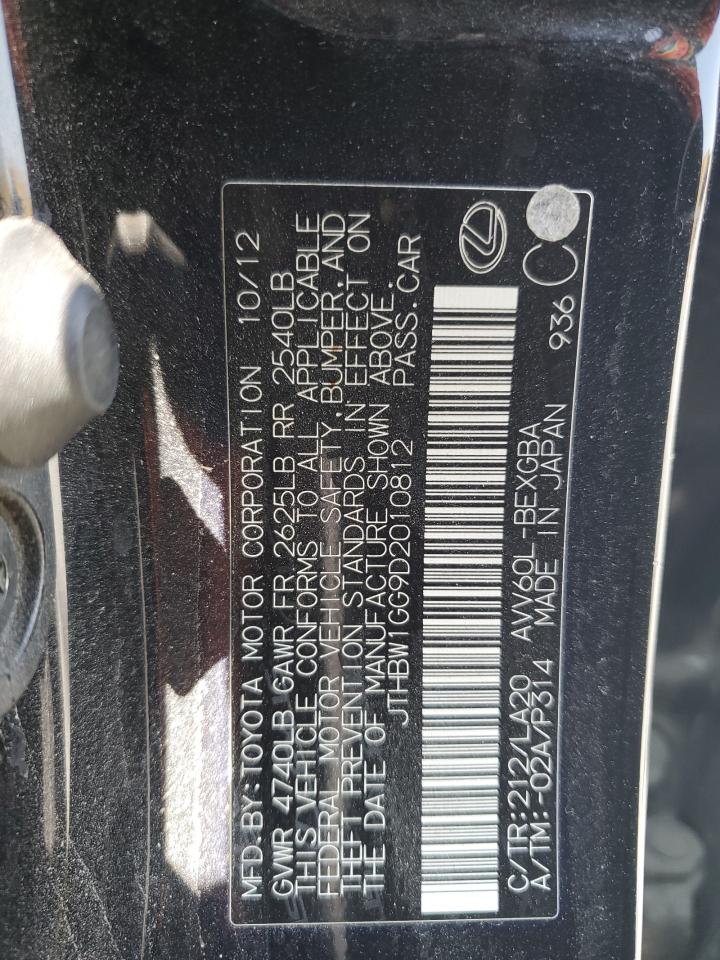 MFD.BY:TOYOTA MOTOR CORPORATION 10/12
GVWR 4740LB GAWR FR 2625LB RR 2540LB
THIS VEHICLE CONFORMS TO ALL APPLICABLE
FEDERAL MOTOR VEHICLE SAFETY,BUMPER,AND
THEFT PREVENTION STANDARDS IN EFFECT ON
THE DATE OF MANUFACTURE SHOWN ABOVE.
JTHBW1GG9D2010812 PASS.CAR
C/TR:212/LA20 AVV60L-BEXGBA
A/TM:-02A/P314 MADE IN JAPAN 936